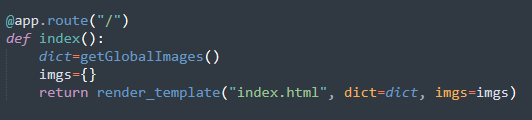 @app.route("/")
def index():
    dict=getGlobalImages()
    imgs={}
    return render_template("index.html", dict=dict, imgs=imgs)